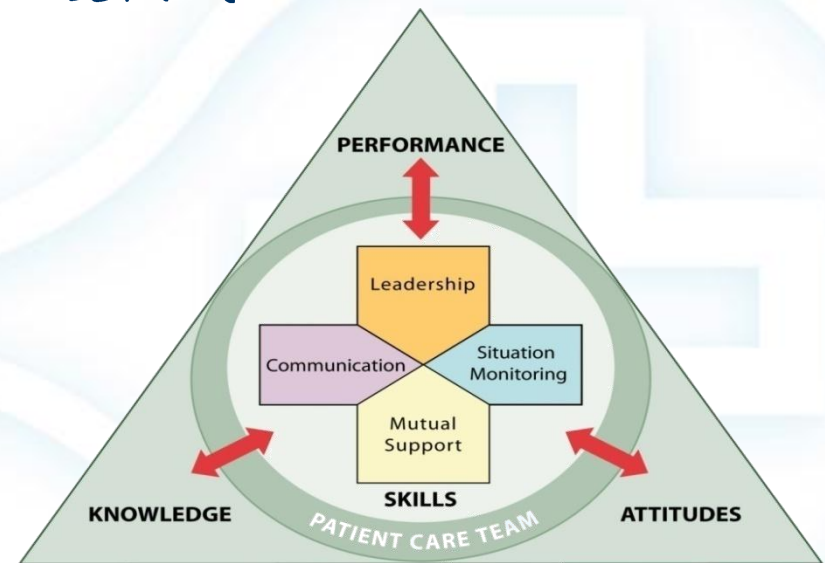 PERFORMANCE
Leadership
Communication
Situation
Monitoring
Mutual
Support
SKILLS
KNOWLEDGE
ATTITUDES
PATIENT CARE TEAM